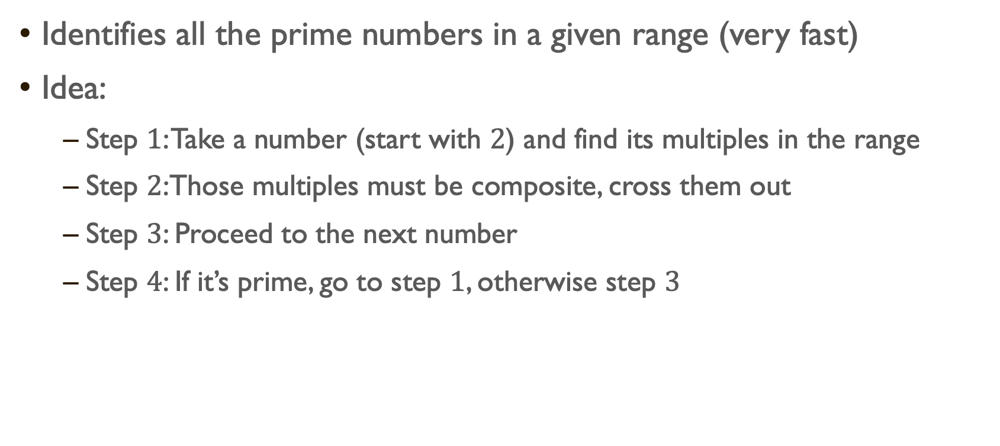 • Identifies all the prime numbers in a given range (very fast)
• Idea:
– Step 1: Take a number (start with 2) and find its multiples in the range
– Step 2: Those multiples must be composite, cross them out
– Step 3: Proceed to the next number
– Step 4: If it’s prime, go to step 1, otherwise step 3